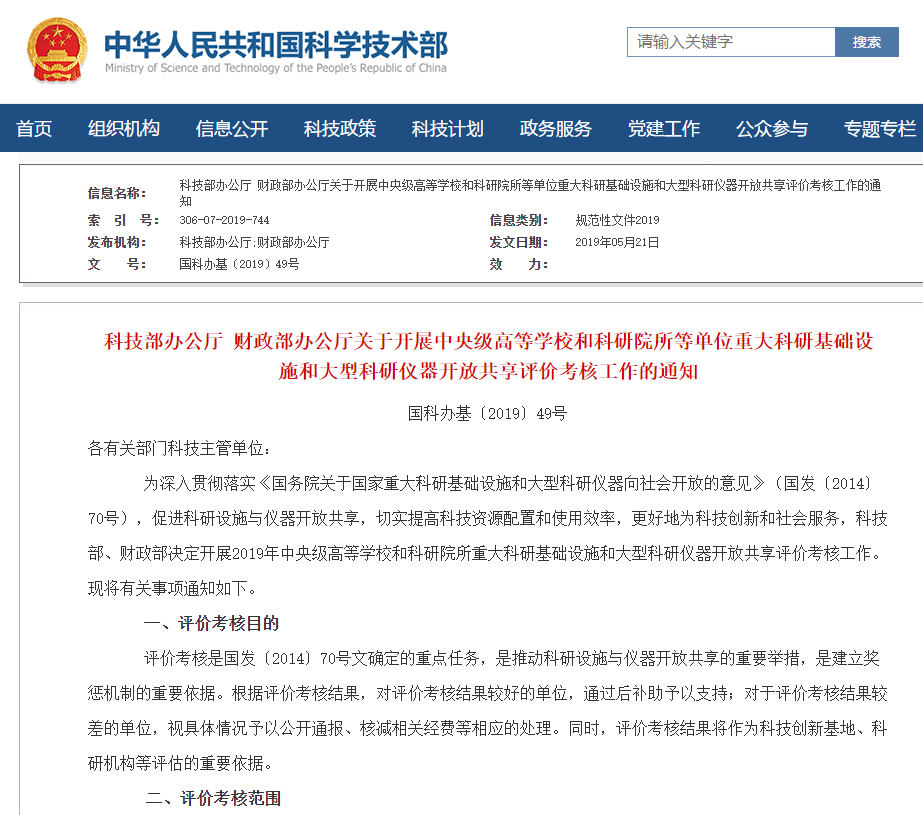 中华人民共和国科学技术部
Ministry of Science and Technology of the People's Republic of China
请输入关键字
搜索
首页 组织机构 信息公开 科技政策 科技计划 政务服务 党建工作 公众参与 专题专栏
信息名称： 科技部办公厅 财政部办公厅关于开展中央级高等学校和科研院所等单位重大科研基础设施和大型科研仪器开放共享评价考核工作的通
知
索 引 号： 306-07-2019-744 信息类别： 规范性文件2019
发布机构： 科技部办公厅;财政部办公厅 发文日期： 2019年05月21日
文 号： 国科办基〔2019〕49号 效 力：
科技部办公厅 财政部办公厅关于开展中央级高等学校和科研院所等单位重大科研基础设
施和大型科研仪器开放共享评价考核工作的通知
国科办基〔2019〕49号
各有关部门科技主管单位：
为深入贯彻落实《国务院关于国家重大科研基础设施和大型科研仪器向社会开放的意见》（国发〔2014〕
70号），促进科研设施与仪器开放共享，切实提高科技资源配置和使用效率，更好地为科技创新和社会服务，科技
部、财政部决定开展2019年中央级高等学校和科研院所重大科研基础设施和大型科研仪器开放共享评价考核工作。
现将有关事项通知如下。
一、评价考核目的
评价考核是国发〔2014〕70号文确定的重点任务，是推动科研设施与仪器开放共享的重要举措，是建立奖
惩机制的重要依据。根据评价考核结果，对评价考核结果较好的单位，通过后补助予以支持；对于评价考核结果较
差的单位，视具体情况予以公开通报、核减相关经费等相应的处理。同时，评价考核结果将作为科技创新基地、科
研机构等评估的重要依据。
二、评价考核范围